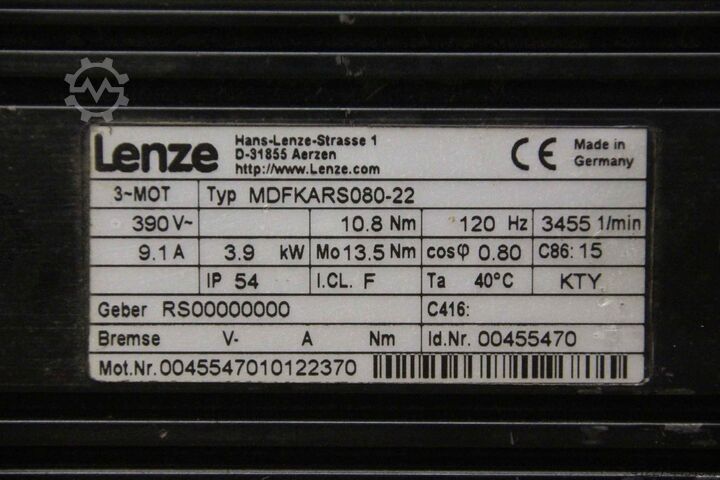 Lenze
Hans-Lenze-Strasse 1
D-31855 Aerzen
http://www.Lenze.com
CE
Made in
Germany
3~MOT Typ MDFKARS080-22
390 V~ 10.8 Nm 120 Hz 3455 1/min
9.1 A 3.9 kW Mo 13.5 Nm cosφ 0.80 C86: 15
IP 54 I.CL. F Ta 40°C KTY
Geber RS00000000 C416:
Bremse V- A Nm Id.Nr. 00455470
Mot.Nr. 0045547010122370